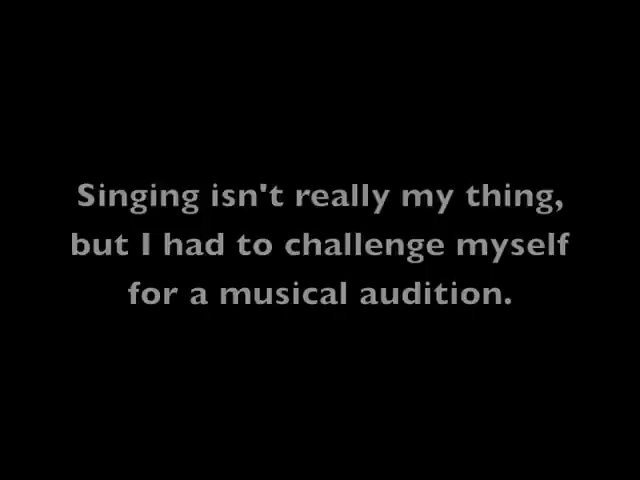 Singing isn't really my thing,
but I had to challenge myself
for a musical audition.